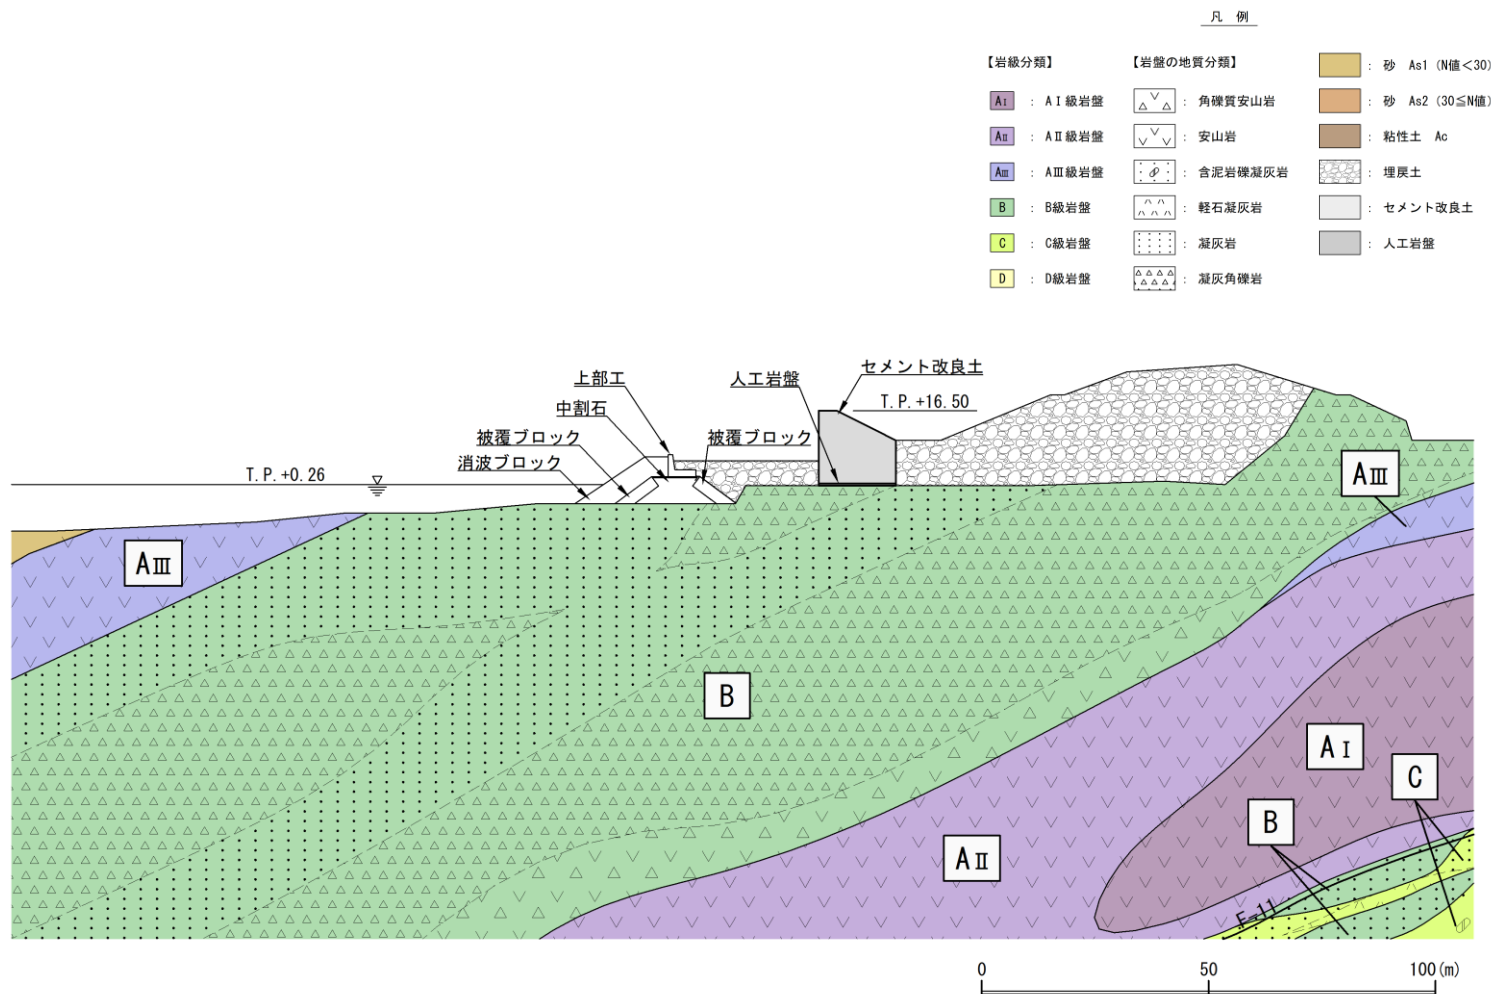 凡 例
【岩級分類】
AⅠ : AⅠ級岩盤
AⅡ : AⅡ級岩盤
AⅢ : AⅢ級岩盤
B : B級岩盤
C : C級岩盤
D : D級岩盤
【岩盤の地質分類】
: 角礫質安山岩
: 安山岩
: 含泥岩礫凝灰岩
: 軽石凝灰岩
: 凝灰岩
: 凝灰角礫岩
: 砂 As1 (N値<30)
: 砂 As2 (30≦N値)
: 粘性土 Ac
: 埋戻土
: セメント改良土
: 人工岩盤
セメント改良土
上部工
人工岩盤
T.P.+16.50
中割石
被覆ブロック
被覆ブロック
消波ブロック
T.P.+0.26
AⅢ
AⅢ
B
AⅠ
C
B
AⅡ
F-11
0
50
100(m)